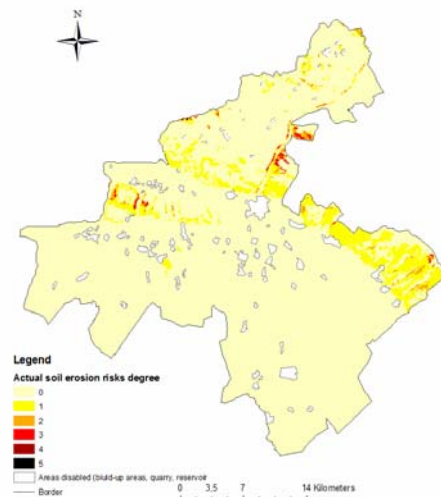 N
Legend
Actual soil erosion risks degree
0
1
2
3
4
5
Areas disabled (biuld-up areas, quarry, reservoir
Border
0 3.5 7 14 Kilometers